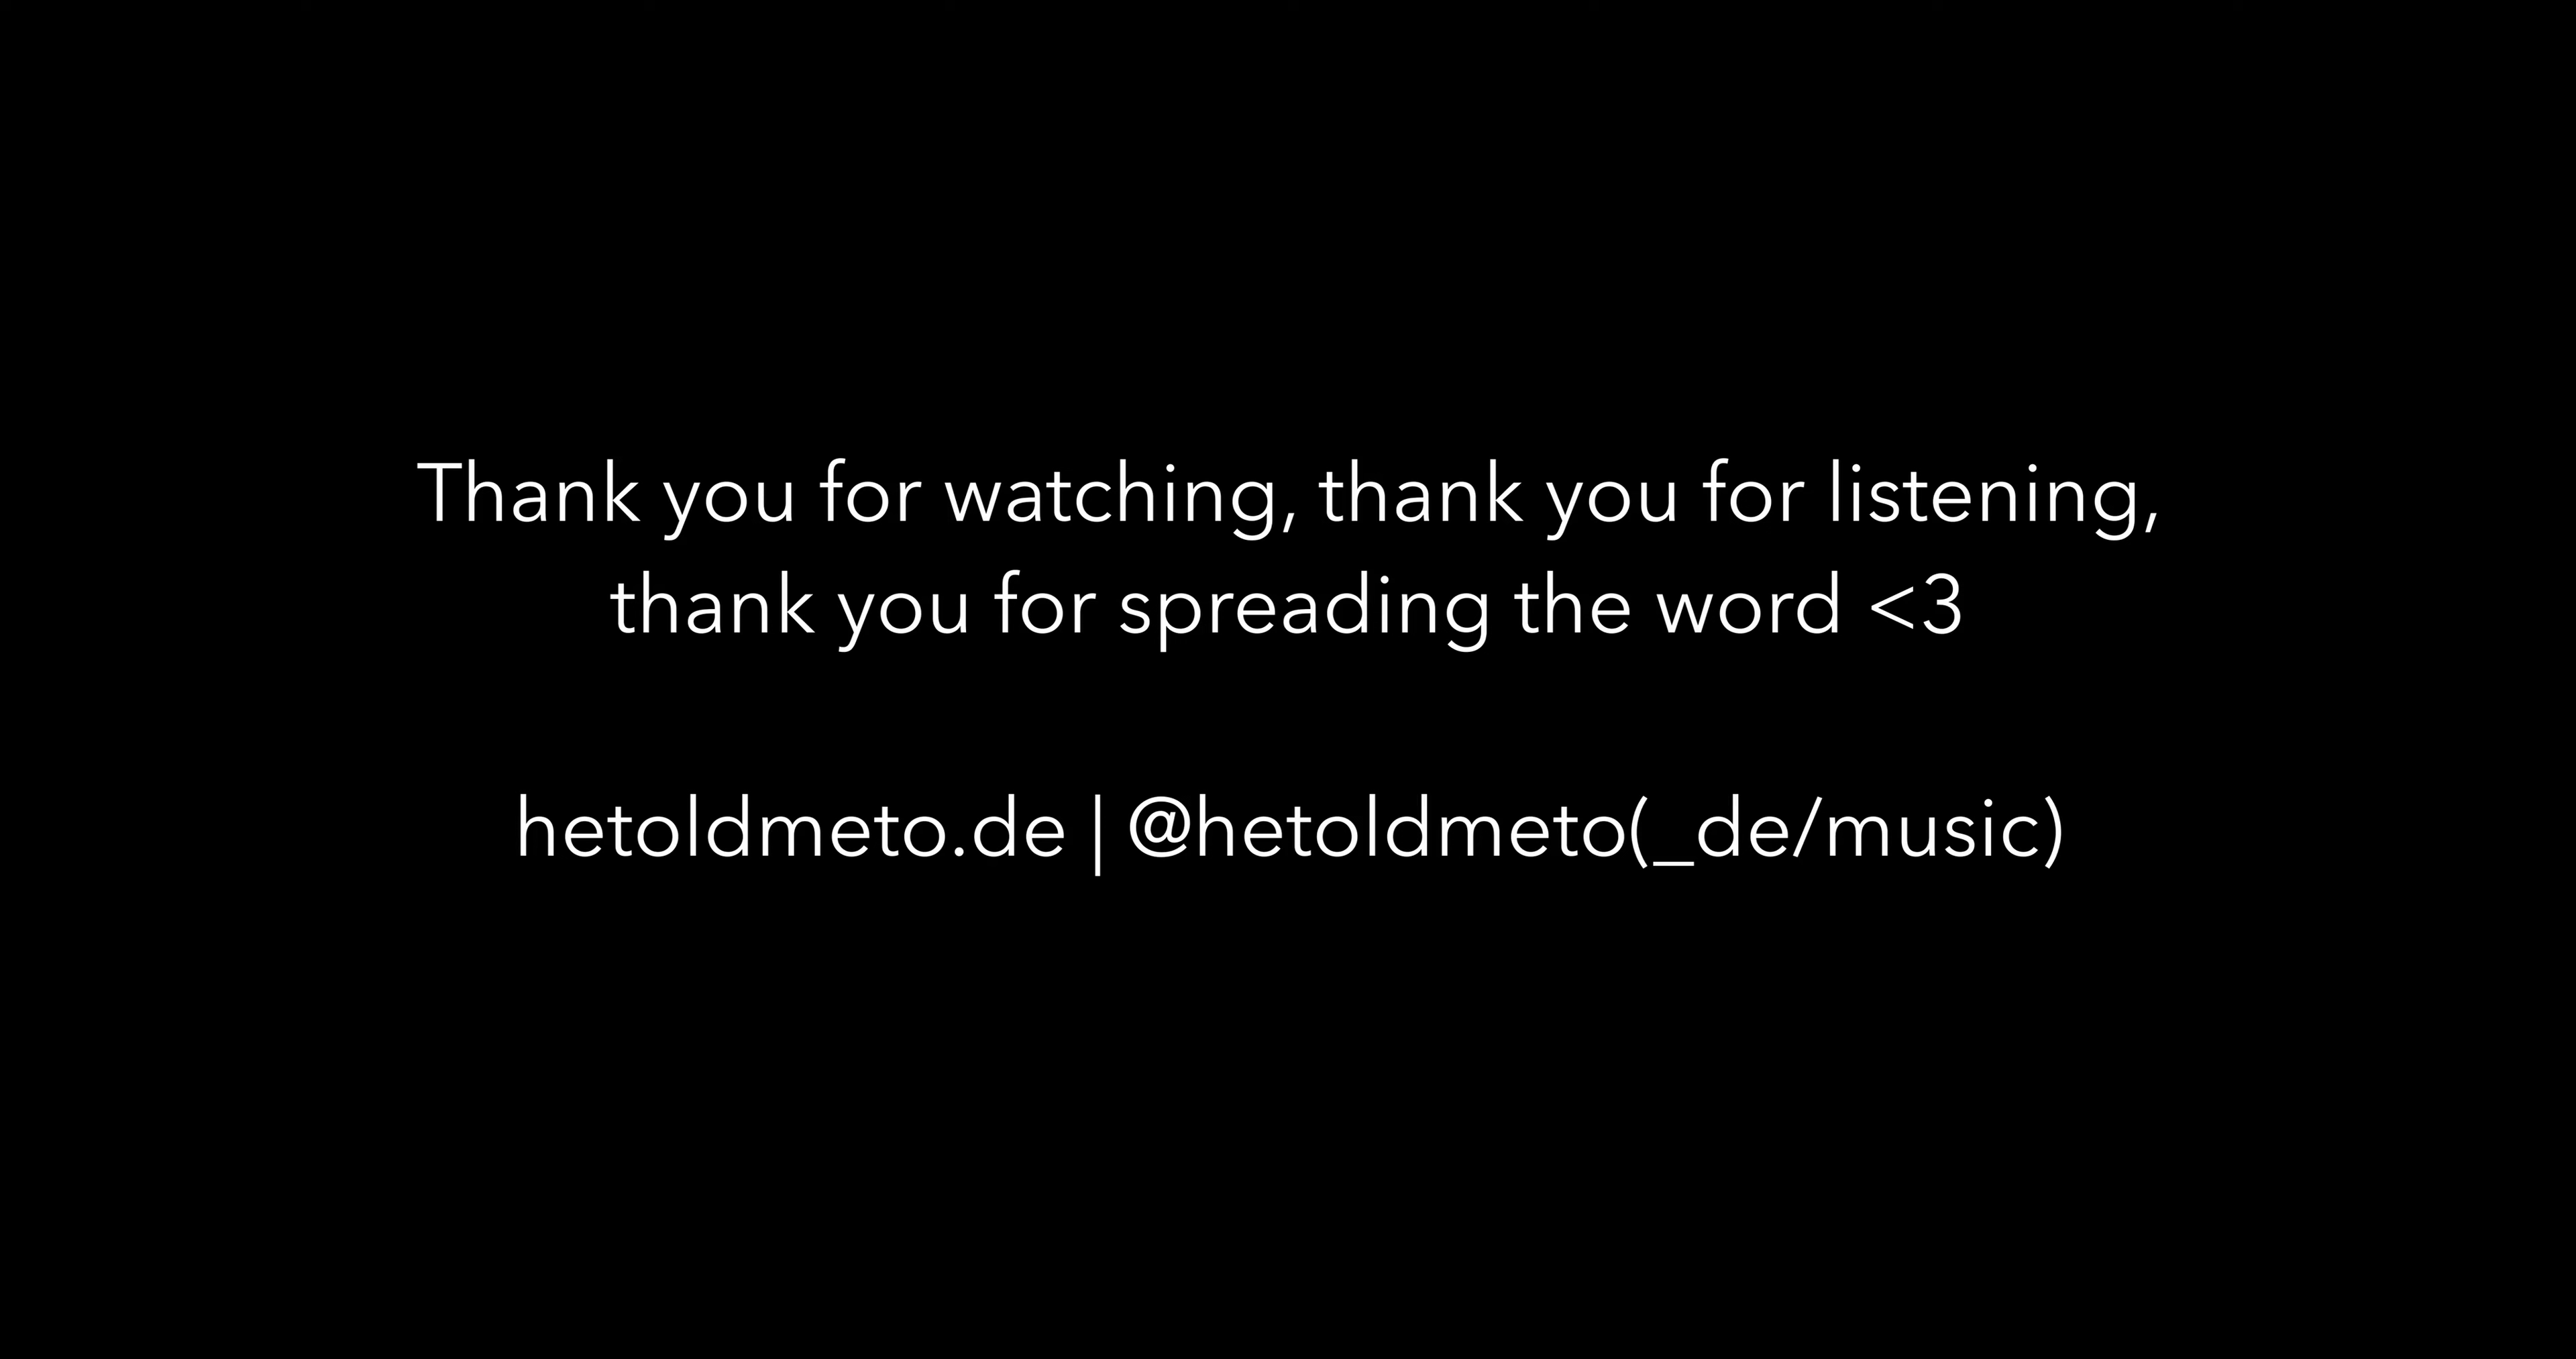 Thank you for watching, thank you for listening,
thank you for spreading the word <3
hetoldmeto.de | @hetoldmeto(_de/music)